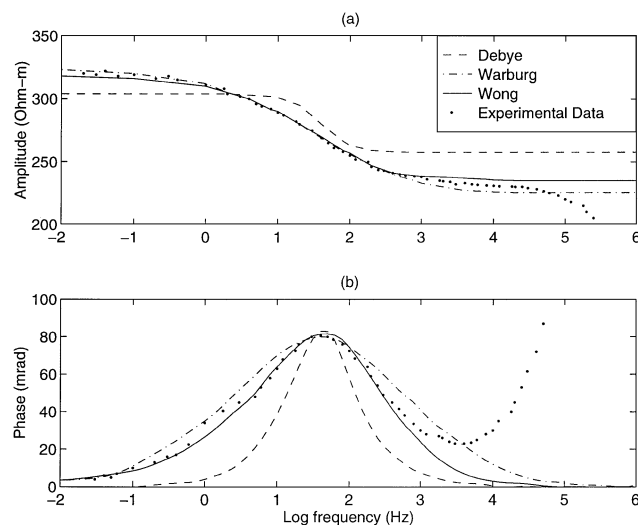 (a)
350
300
250
200
Amplitude (Ohm−m)
Debye
Warburg
Wong
Experimental Data
−2 −1 0 1 2 3 4 5 6
(b)
100
80
60
40
20
0
Phase (mrad)
−2 −1 0 1 2 3 4 5 6
Log frequency (Hz)